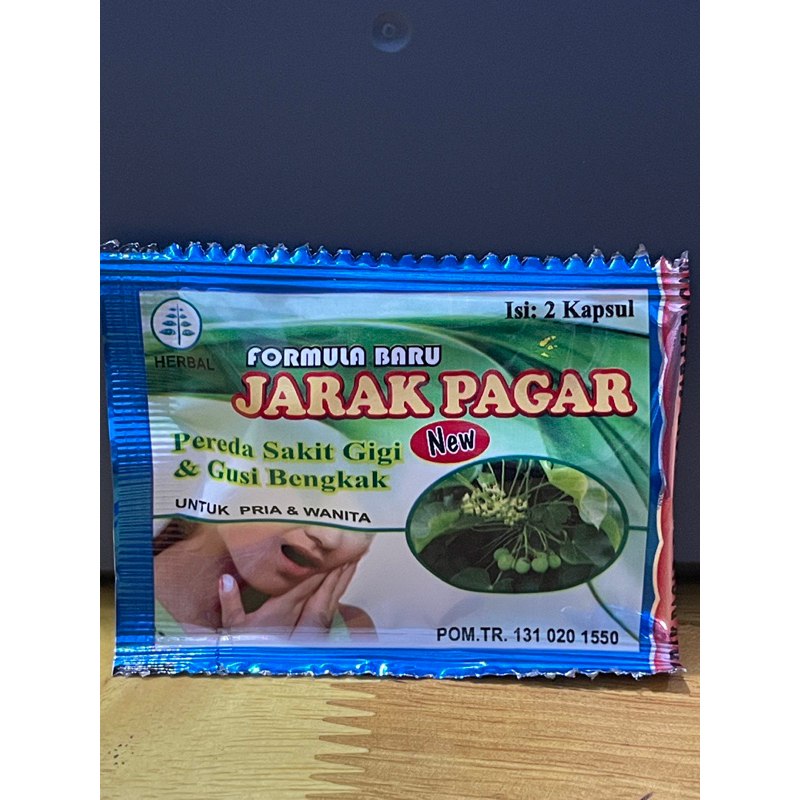 Isi: 2 Kapsul
HERBAL
FORMULA BARU
JARAK PAGAR
New
Pereda Sakit Gigi
& Gusi Bengkak
UNTUK PRIA & WANITA
POM.TR. 131 020 1550